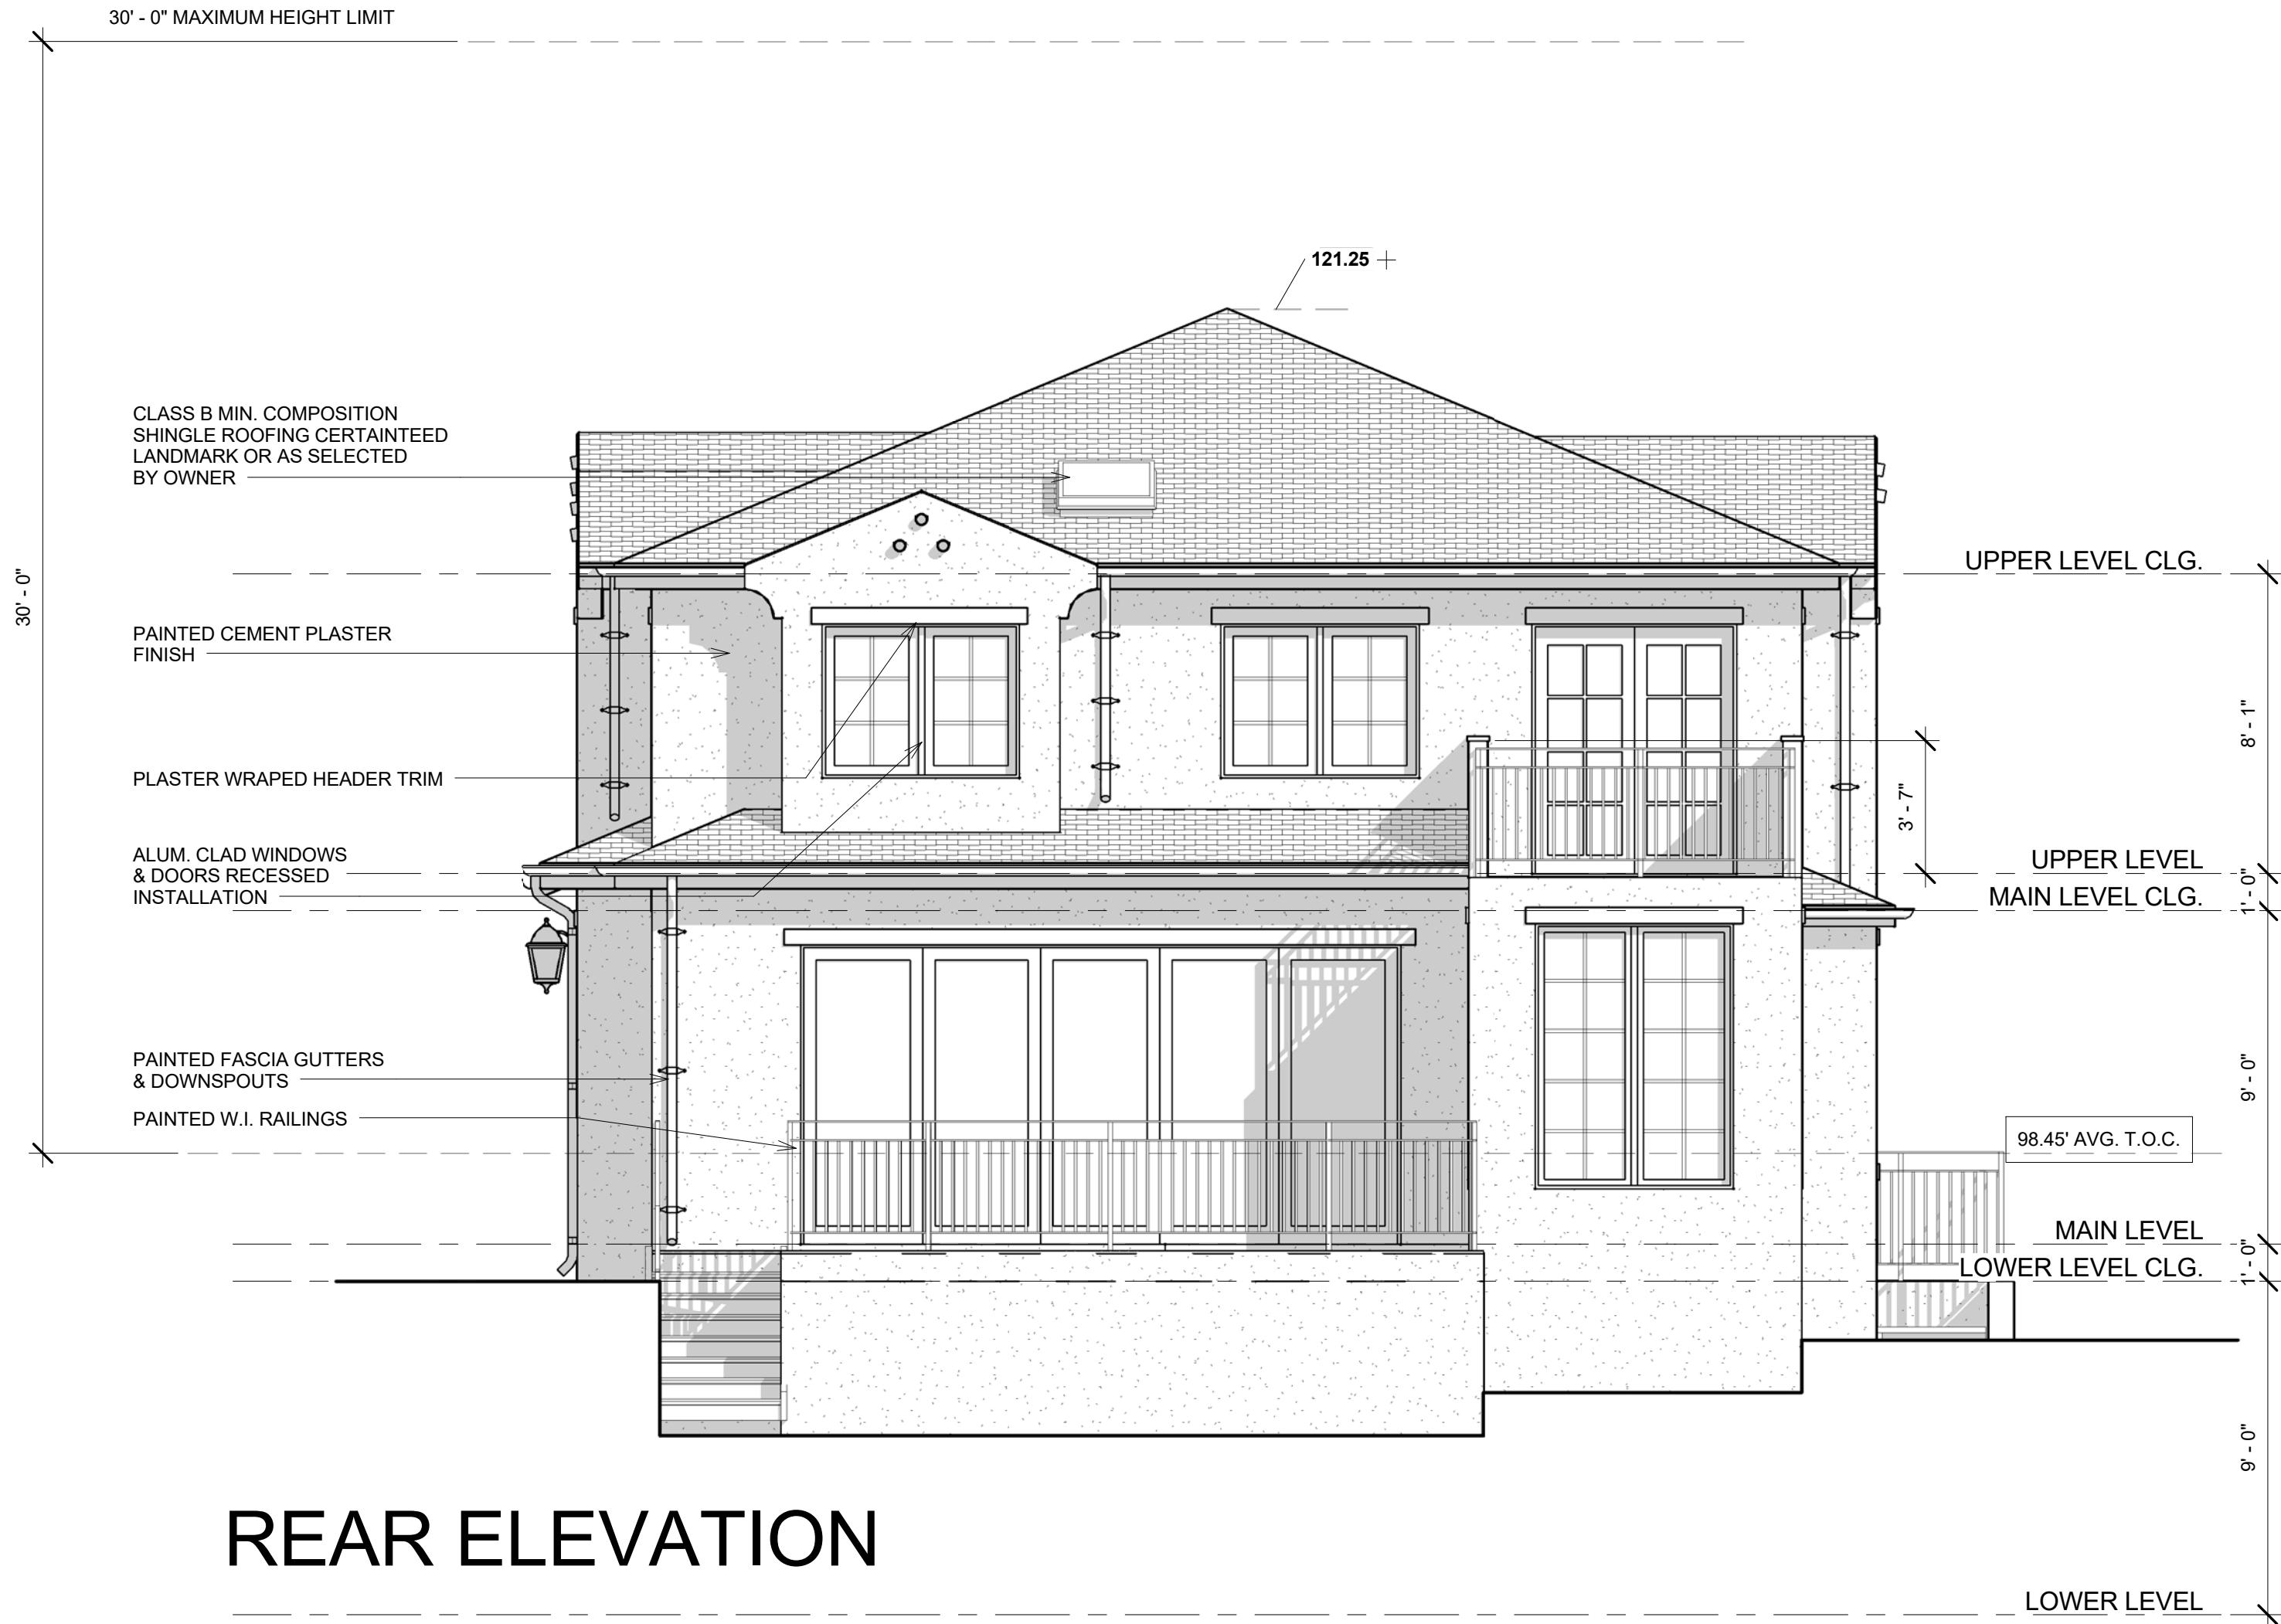 30' - 0" MAXIMUM HEIGHT LIMIT
121.25
CLASS B MIN. COMPOSITION
SHINGLE ROOFING CERTAINTEED
LANDMARK OR AS SELECTED
BY OWNER
UPPER LEVEL CLG.
30' - 0"
PAINTED CEMENT PLASTER
FINISH
8' - 1"
PLASTER WRAPED HEADER TRIM
3' - 7"
ALUM. CLAD WINDOWS
& DOORS RECESSED
INSTALLATION
UPPER LEVEL
1' - 0"
MAIN LEVEL CLG.
PAINTED FASCIA GUTTERS
& DOWNSPOUTS
9' - 0"
PAINTED W.I. RAILINGS
98.45' AVG. T.O.C.
MAIN LEVEL
1' - 0"
LOWER LEVEL CLG.
9' - 0"
REAR ELEVATION
LOWER LEVEL